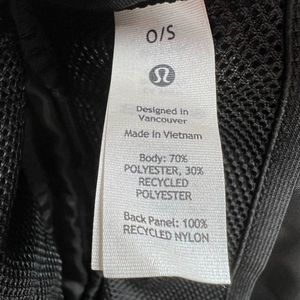 O/S
Designed in
Vancouver
Made in Vietnam
Body: 70%
POLYESTER, 30%
RECYCLED
POLYESTER
Back Panel: 100%
RECYCLED NYLON